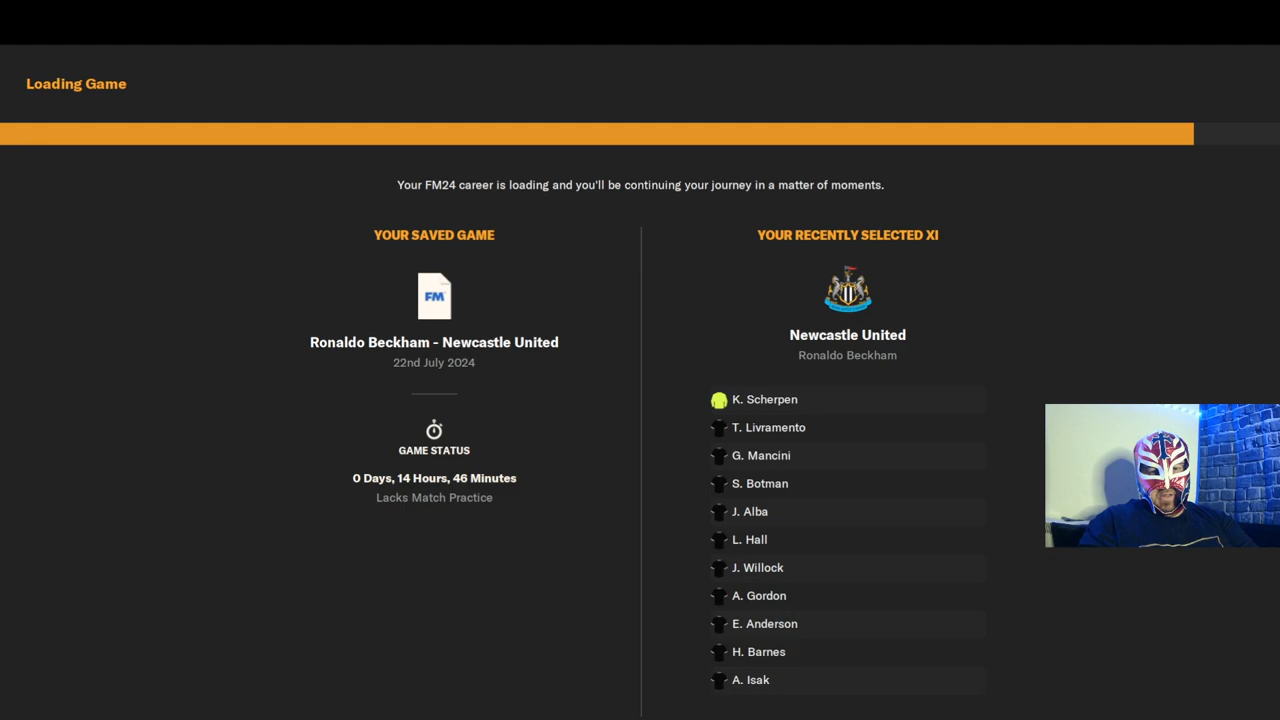 Loading Game
Your FM24 career is loading and you'll be continuing your journey in a matter of moments.
YOUR SAVED GAME
FM
Ronaldo Beckham - Newcastle United
22nd July 2024
GAME STATUS
0 Days, 14 Hours, 46 Minutes
Lacks Match Practice
YOUR RECENTLY SELECTED XI
Newcastle United
Ronaldo Beckham
K. Scherpen
T. Livramento
G. Mancini
S. Botman
J. Alba
L. Hall
J. Willock
A. Gordon
E. Anderson
H. Barnes
A. Isak